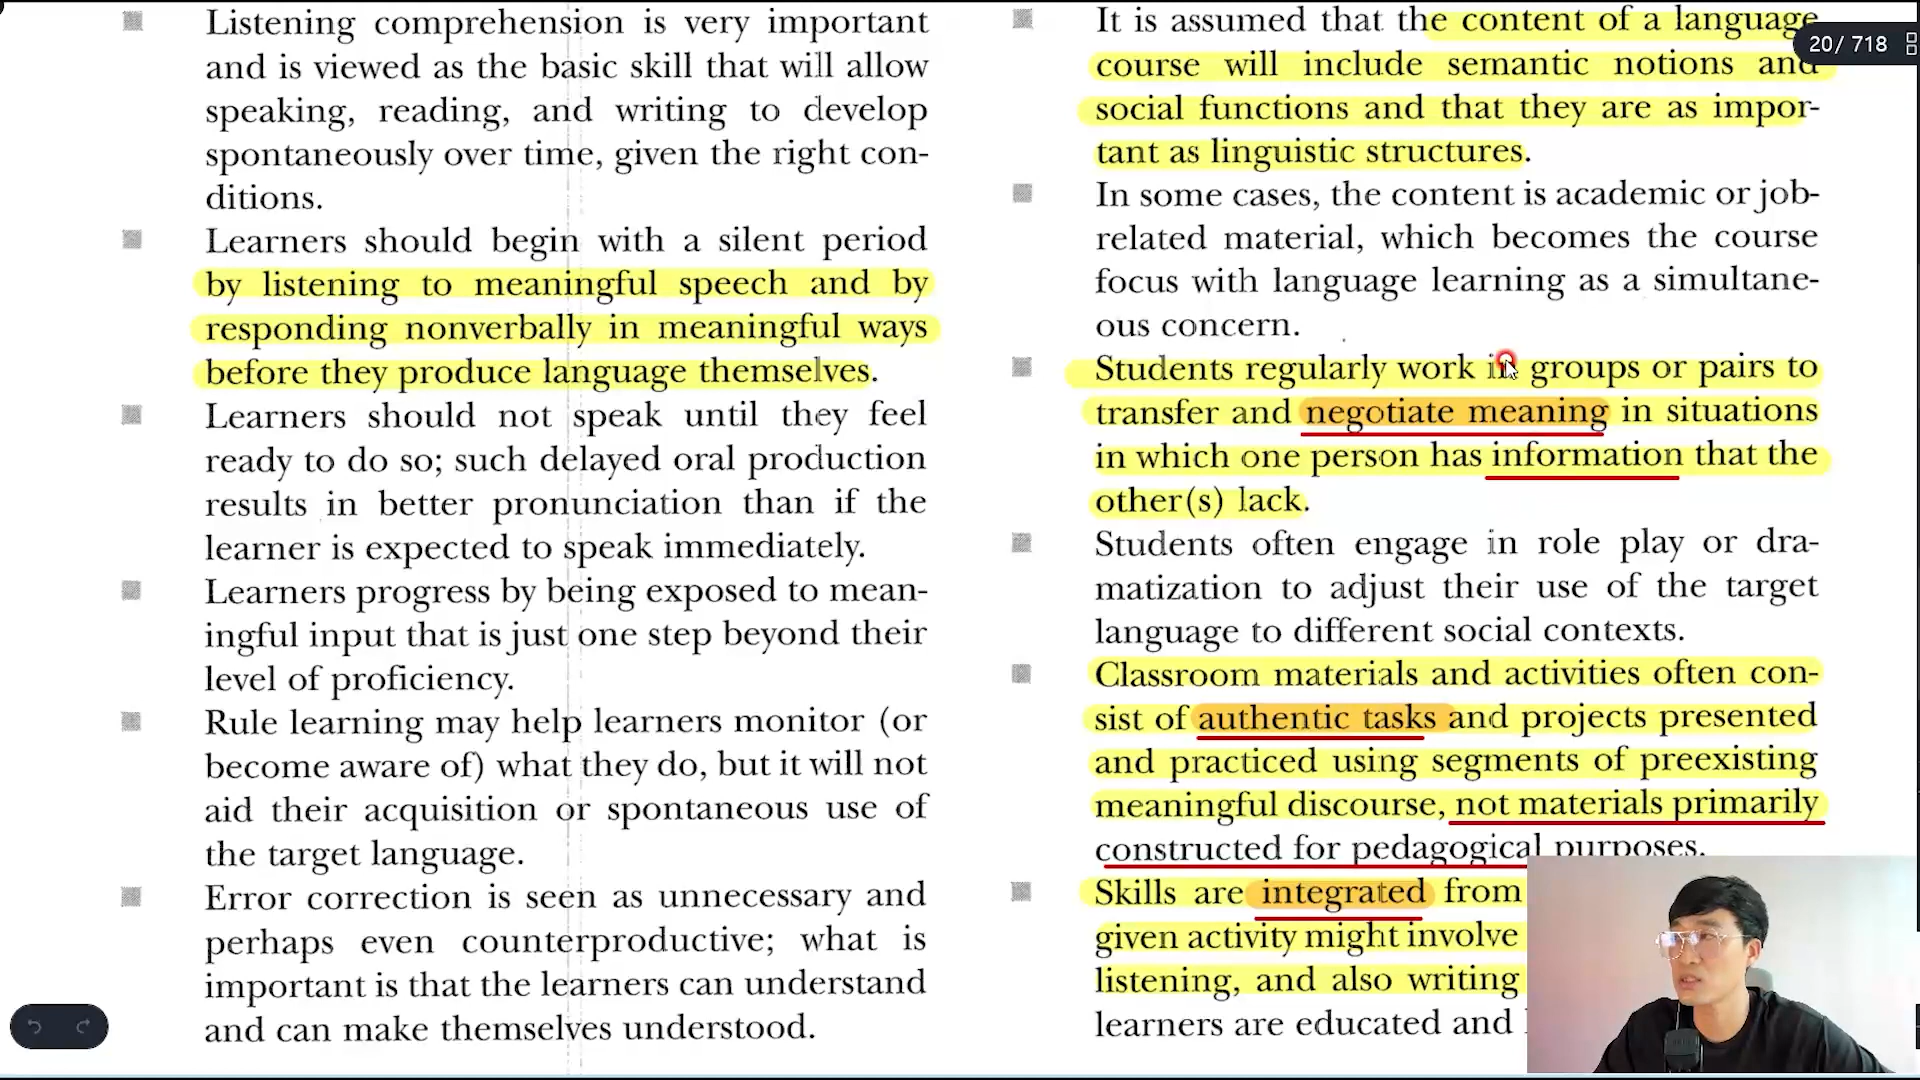 Listening comprehension is very important
and is viewed as the basic skill that will allow
speaking, reading, and writing to develop
spontaneously over time, given the right con-
ditions.
Learners should begin with a silent period
by listening to meaningful speech and by
responding nonverbally in meaningful ways
before they produce language themselves.
Learners should not speak until they feel
ready to do so; such delayed oral production
results in better pronunciation than if the
learner is expected to speak immediately.
Learners progress by being exposed to mean-
ingful input that is just one step beyond their
level of proficiency.
Rule learning may help learners monitor (or
become aware of) what they do, but it will not
aid their acquisition or spontaneous use of
the target language.
Error correction is seen as unnecessary and
perhaps even counterproductive; what is
important is that the learners can understand
and can make themselves understood.
It is assumed that the content of a language
course will include semantic notions and
social functions and that they are as impor-
tant as linguistic structures.
In some cases, the content is academic or job-
related material, which becomes the course
focus with language learning as a simultane-
ous concern.
Students regularly work in groups or pairs to
transfer and negotiate meaning in situations
in which one person has information that the
other(s) lack.
Students often engage in role play or dra-
matization to adjust their use of the target
language to different social contexts.
Classroom materials and activities often con-
sist of authentic tasks and projects presented
and practiced using segments of preexisting
meaningful discourse, not materials primarily
constructed for pedagogical purposes.
Skills are integrated from
given activity might involve
listening, and also writing
learners are educated and
20/ 718